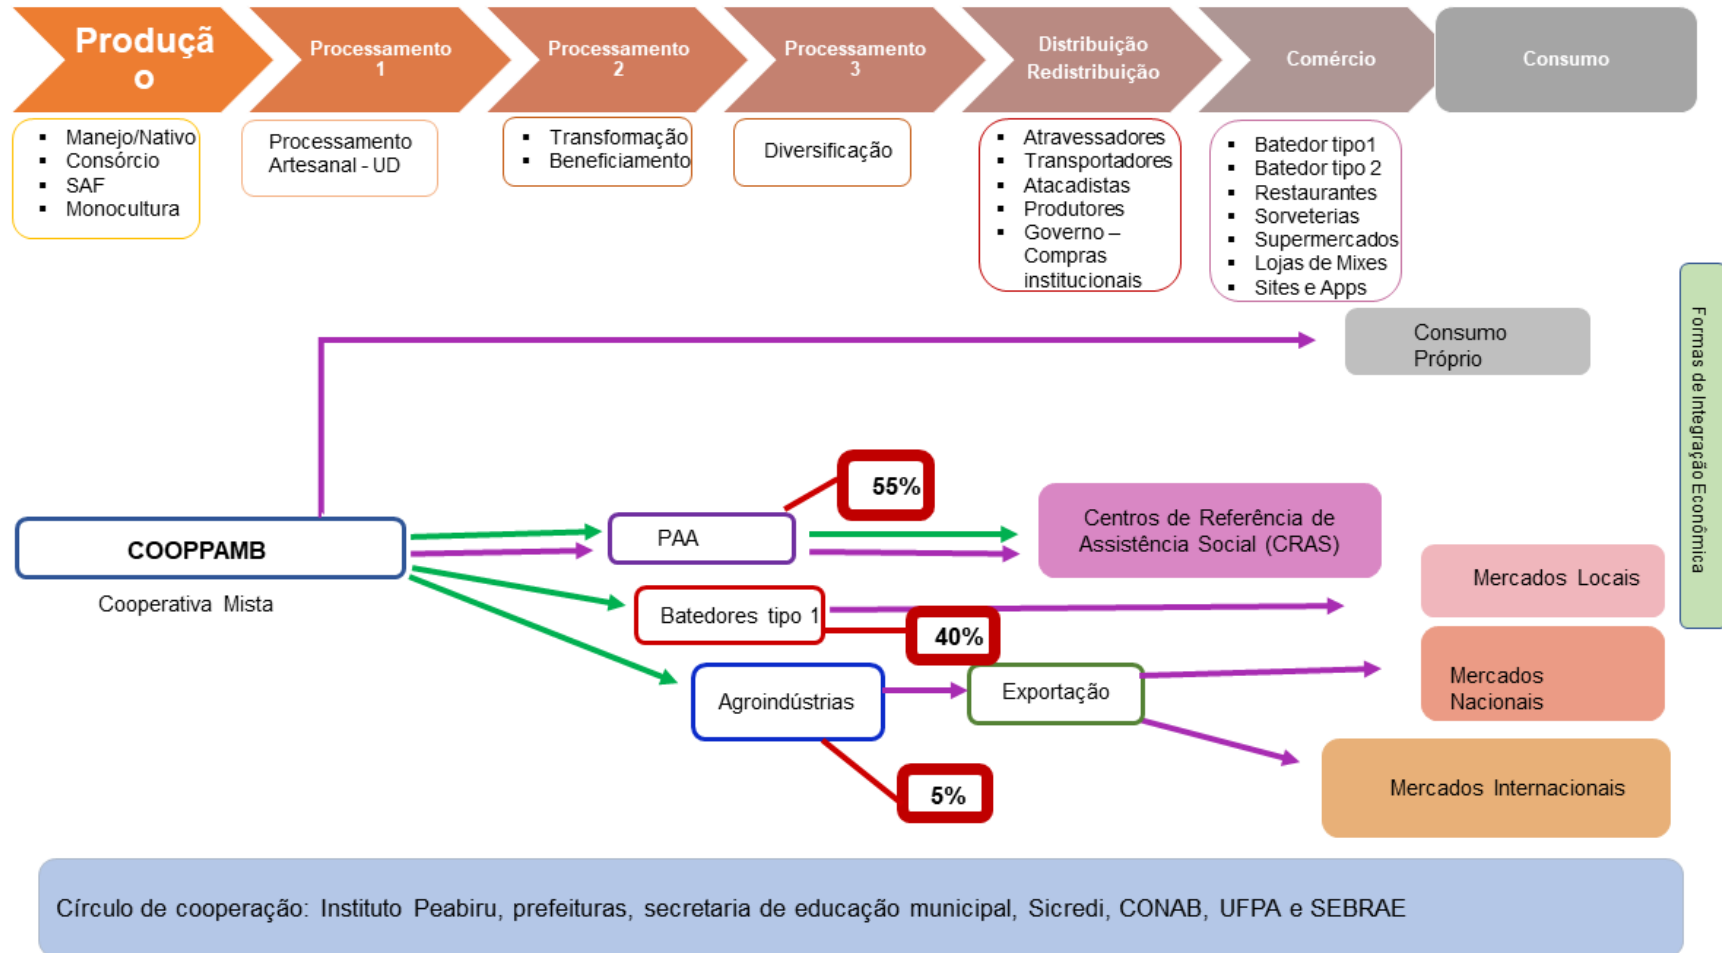 Produçã
o
Processamento
1
Processamento
2
Processamento
3
Distribuição
Redistribuição
Comércio
Consumo
▪ Manejo/Nativo
▪ Consórcio
▪ SAF
▪ Monocultura
Processamento
Artesanal - UD
▪ Transformação
▪ Beneficiamento
Diversificação
▪ Atravessadores
▪ Transportadores
▪ Atacadistas
▪ Produtores
▪ Governo –
Compras
institucionais
▪ Batedor tipo1
▪ Batedor tipo 2
▪ Restaurantes
▪ Sorveterias
▪ Supermercados
▪ Lojas de Mixes
▪ Sites e Apps
Formas de Integração Econômica
Consumo
Próprio
55%
COOPPAMB
Cooperativa Mista
PAA
Centros de Referência de
Assistência Social (CRAS)
Batedores tipo 1
40%
Mercados Locais
Agroindústrias
Exportação
Mercados
Nacionais
5%
Mercados Internacionais
Círculo de cooperação: Instituto Peabiru, prefeituras, secretaria de educação municipal, Sicredi, CONAB, UFPA e SEBRAE